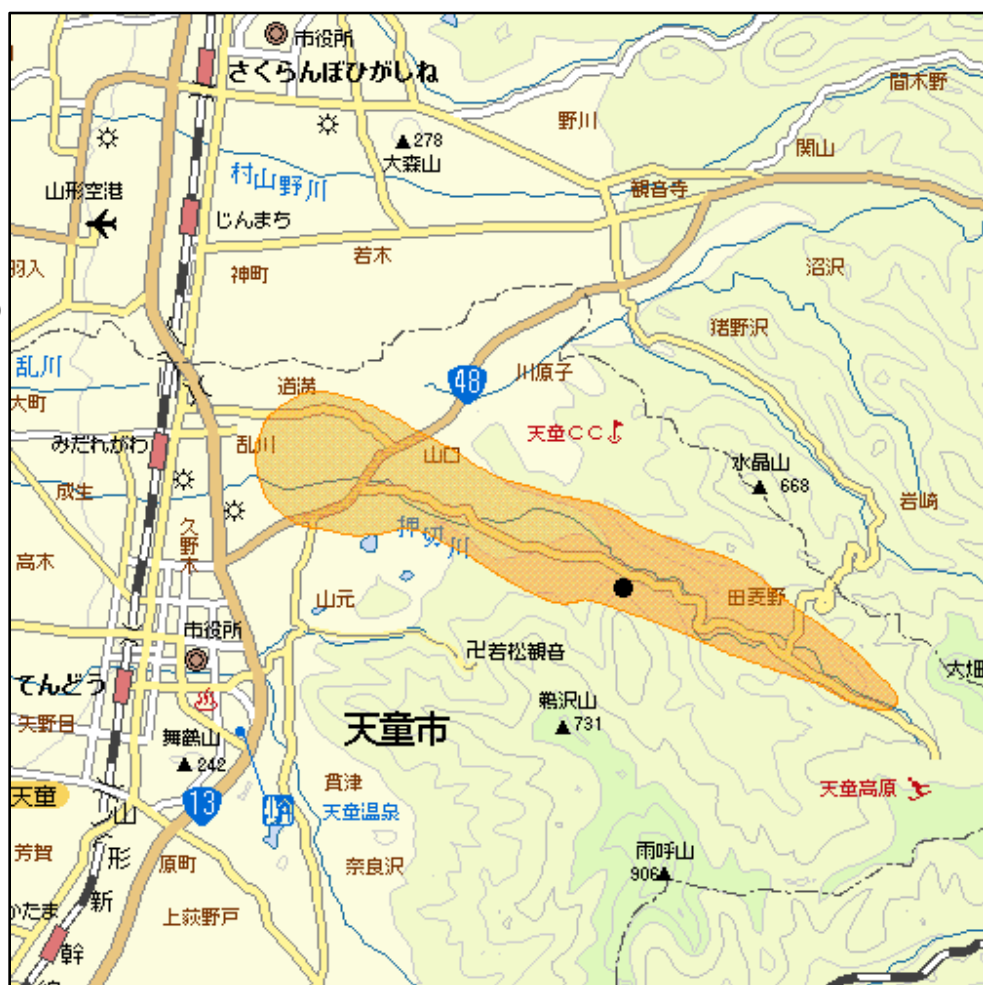 市役所
さくらんぼひがしね
間木野
野川
278
大森山
関山
村山野川
山形空港
観音寺
じんまち
若木
羽入
神町
沼沢
猪野沢
乱川
川原子
48
道満
大町
天童CC
みだれがわ
乱川
山口
水晶山
668
成生
岩崎
久野本
押切川
高木
田麦野
山元
市役所
卍若松観音
大畑
てんどう
鵜沢山
731
矢野目
天童市
舞鶴山
242
貫津
天童高原
天童
13
天童温泉
山形新幹線
芳賀
原町
奈良沢
雨呼山
906
上荻野戸
かたま